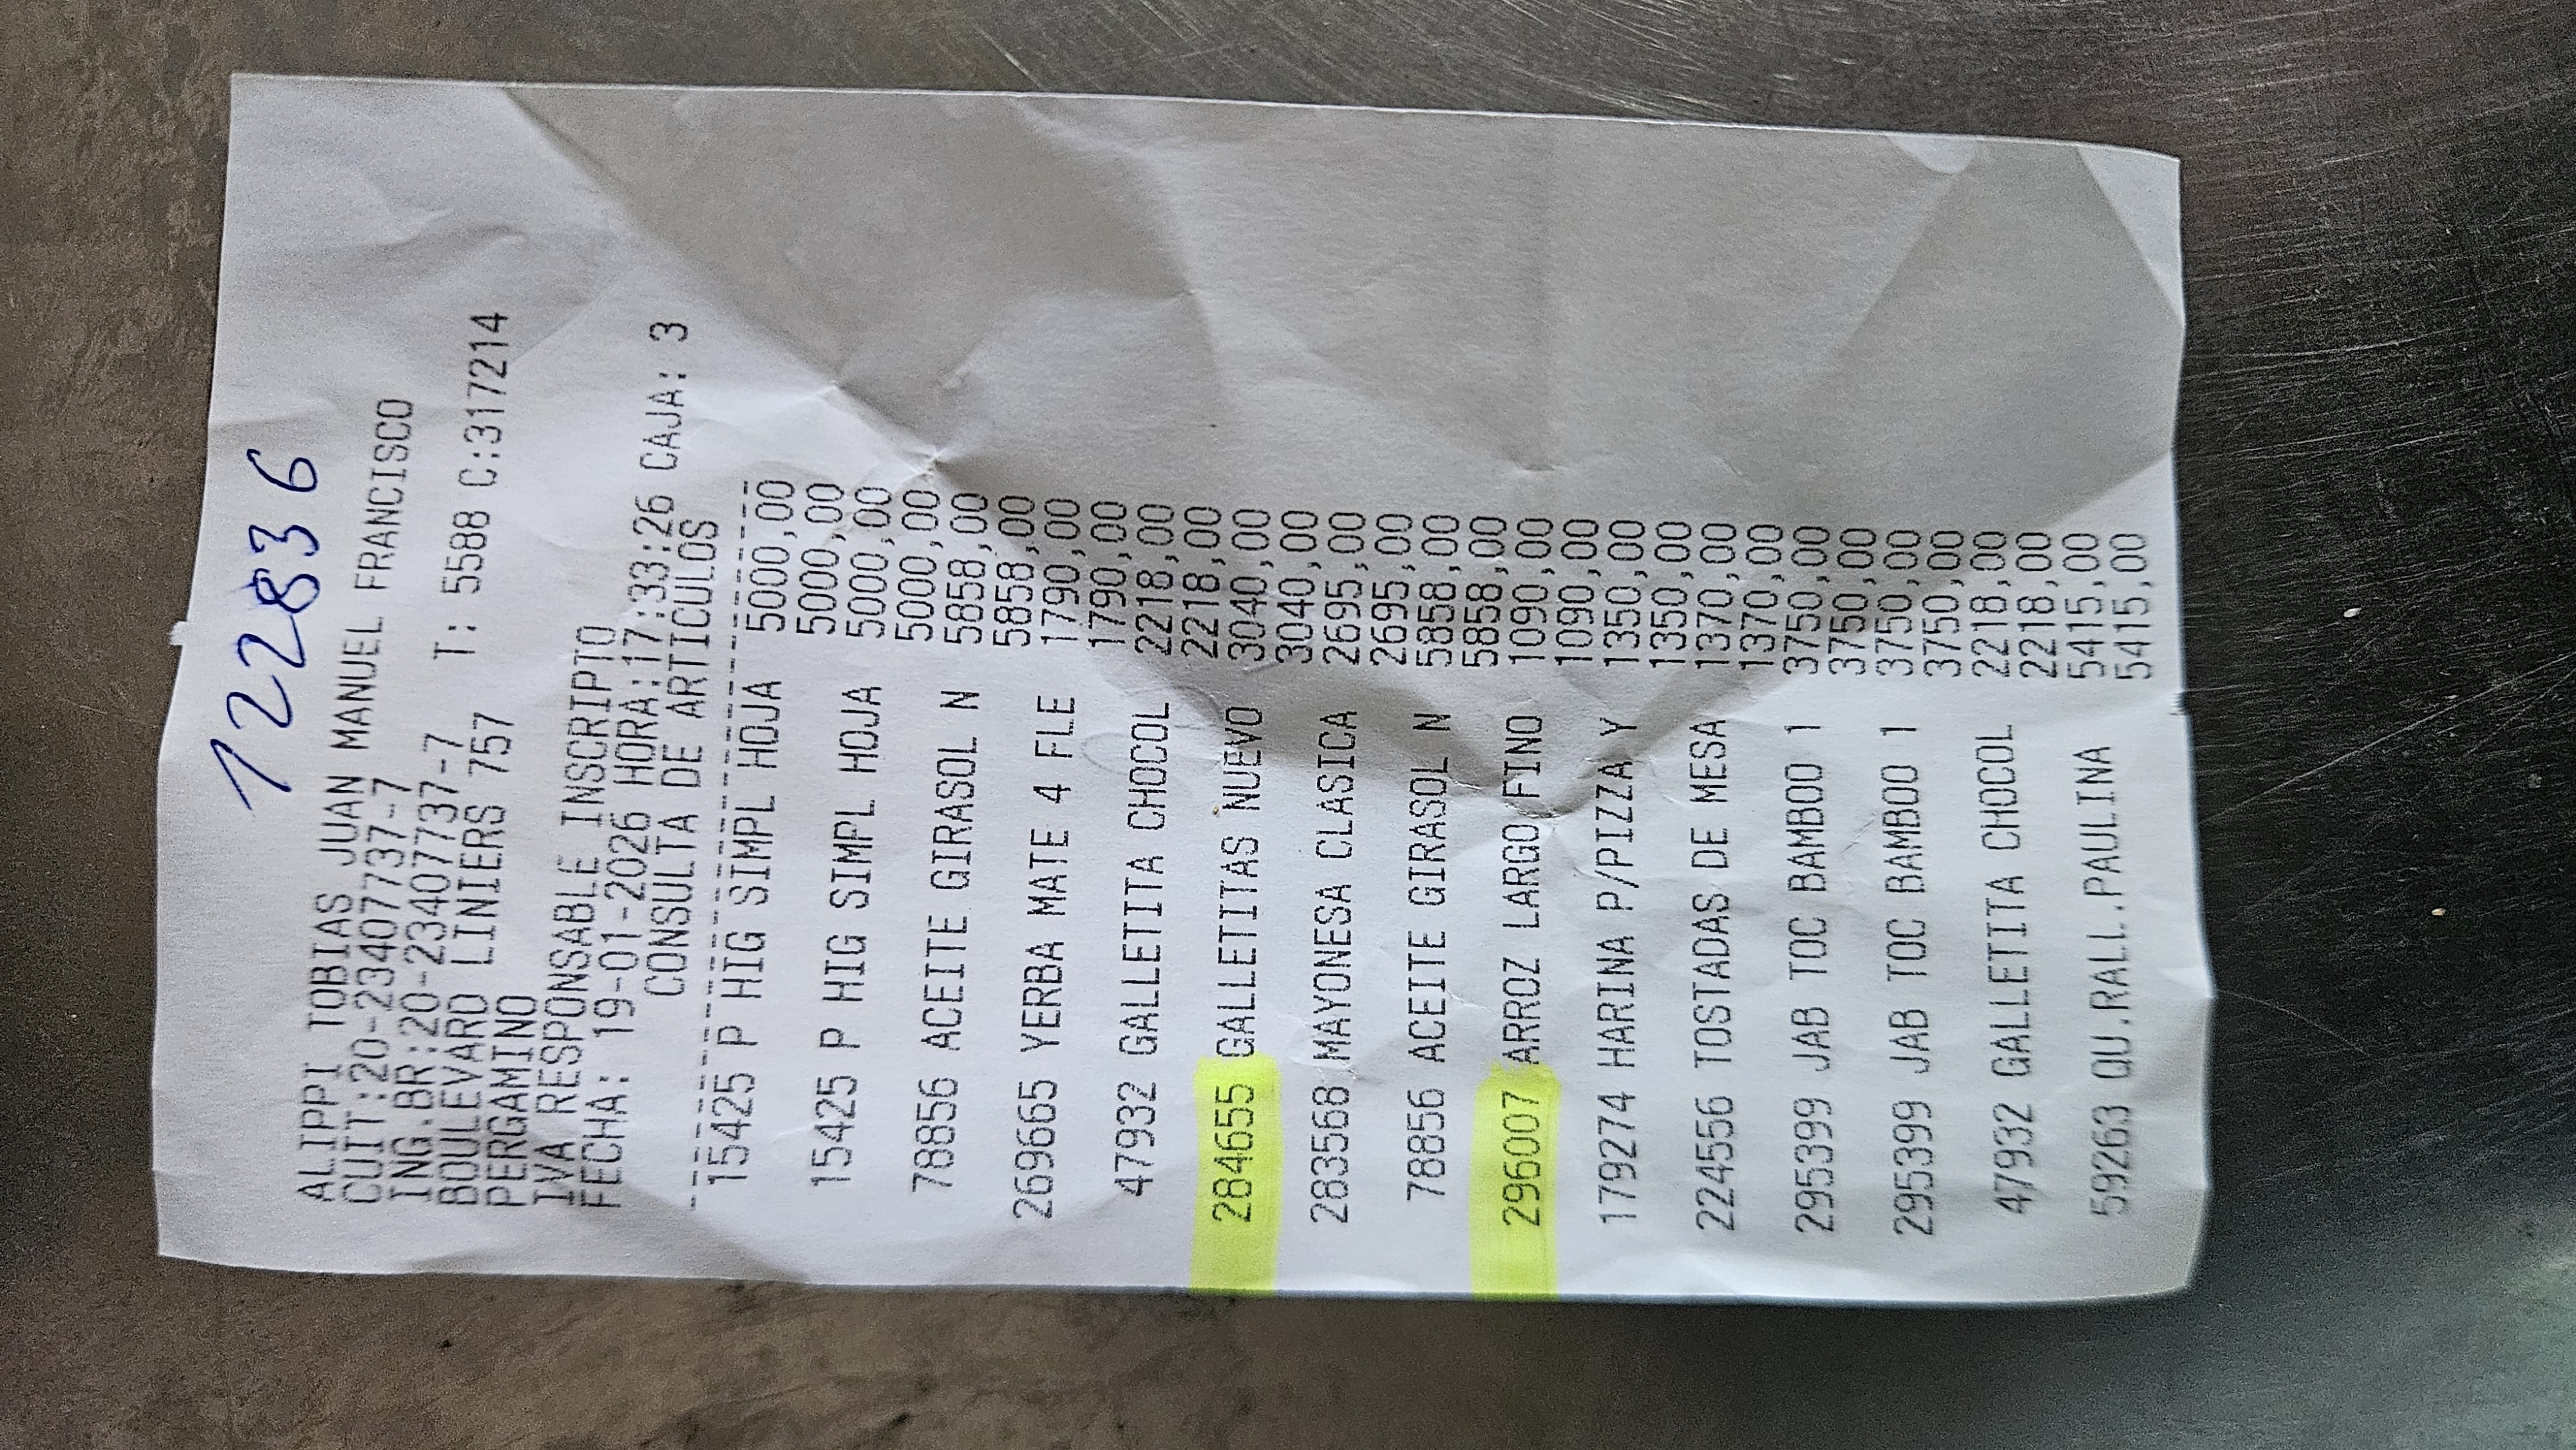 122836
ALIPPI TOBIAS JUAN MANUEL FRANCISCO
CUIT:20-23407737-7
ING.BR:20-23407737-7
BOULEVARD LINIERS 757 T: 5588 C:317214
PERGAMINO
IVA RESPONSABLE INSCRIPTO
FECHA: 19-01-2026 HORA:17:33:26 CAJA: 3
CONSULTA DE ARTICULOS
15425 P HIG SIMPL HOJA 5000,00
5000,00
15425 P HIG SIMPL HOJA 5000,00
5000,00
78856 ACEITE GIRASOL N 5858,00
5858,00
269665 YERBA MATE 4 FLE 1790,00
1790,00
47932 GALLETITA CHOCOL 2218,00
2218,00
284655 GALLETITAS NUEVO 3040,00
3040,00
283568 MAYONESA CLASICA 2695,00
2695,00
78856 ACEITE GIRASOL N 5858,00
5858,00
296007 ARROZ LARGO FINO 1090,00
1090,00
179274 HARINA P/PIZZA Y 1350,00
1350,00
224556 TOSTADAS DE MESA 1370,00
1370,00
295399 JAB TOC BAMBOO 1 3750,00
3750,00
295399 JAB TOC BAMBOO 1 3750,00
3750,00
47932 GALLETITA CHOCOL 2218,00
2218,00
59263 QU.RALL.PAULINA 5415,00
5415,00